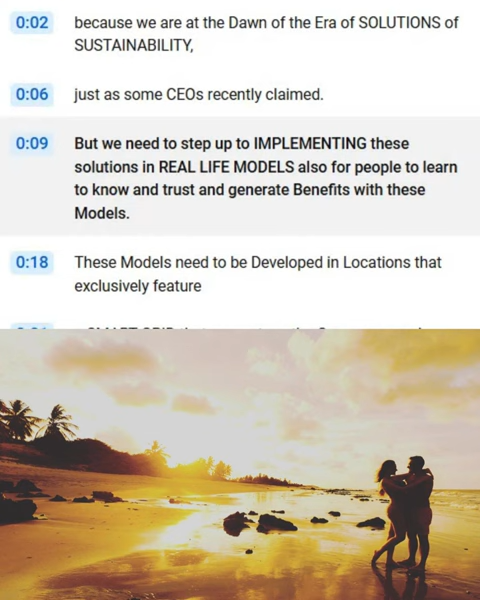 0:02
because we are at the Dawn of the Era of SOLUTIONS of
SUSTAINABILITY,
0:06
just as some CEOs recently claimed.
0:09
But we need to step up to IMPLEMENTING these
solutions in REAL LIFE MODELS also for people to learn
to know and trust and generate Benefits with these
Models.
0:18
These Models need to be Developed in Locations that
exclusively feature